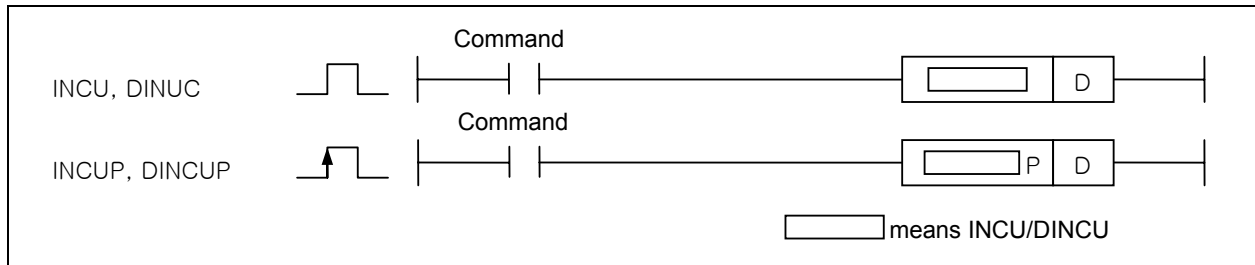 Command
INCU, DINUC
D
Command
INCUP, DINCUP
P D
means INCU/DINCU